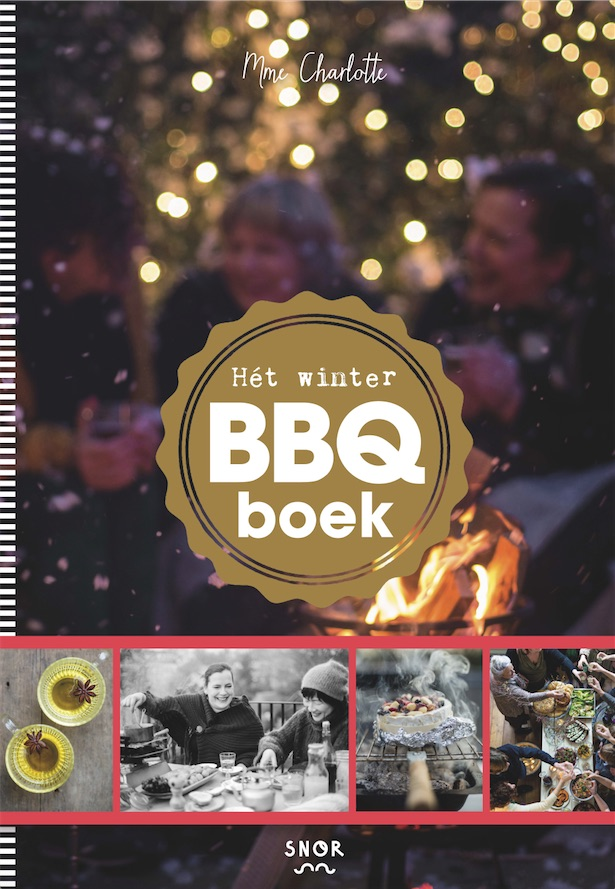 Mme Charlotte
Hét winter
BBQ
boek
SNOR